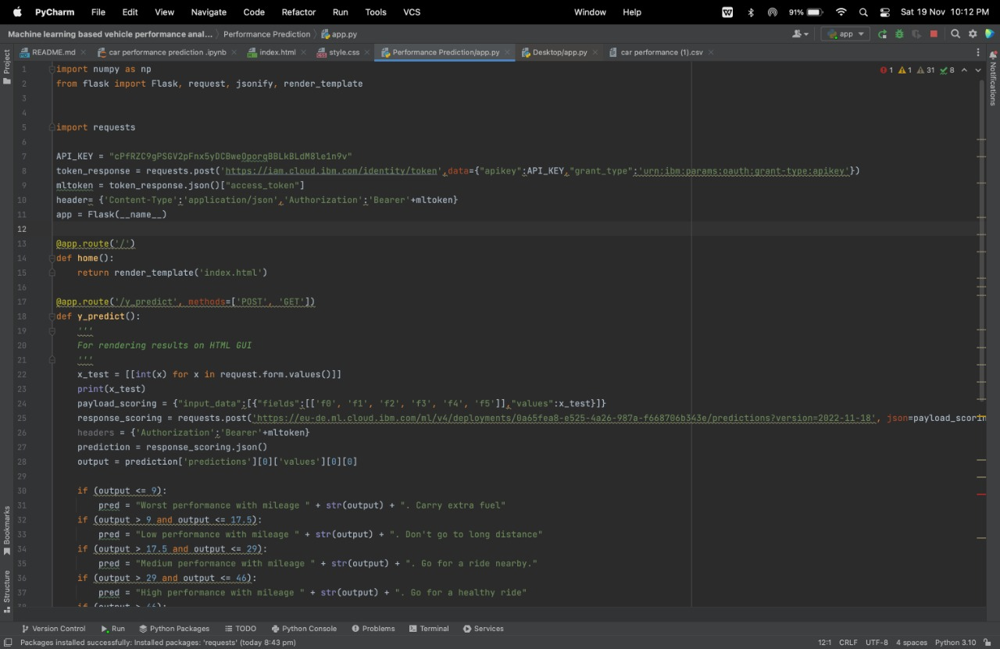 PyCharm File Edit View Navigate Code Refactor Run Tools VCS Window Help 91% Sat 19 Nov 10:12 PM
Machine learning based vehicle performance anal... Performance Prediction app.py app
README.md car performance prediction .ipynb index.html style.css Performance Prediction/app.py Desktop/app.py car performance (1).csv
1 import numpy as np 1 1 31 8
2 from flask import Flask, request, jsonify, render_template
3
4
5 import requests
6
7 API_KEY = "cPfRZC9gPSGV2pFnx5yDCBweOporqBBLkBLdM8le1n9v"
8 token_response = requests.post('https://iam.cloud.ibm.com/identity/token',data={"apikey":API_KEY,"grant_type":'urn:ibm:params:oauth:grant-type:apikey'})
9 mltoken = token_response.json()["access_token"]
10 header= {'Content-Type':'application/json','Authorization':'Bearer'+mltoken}
11 app = Flask(__name__)
12
13 @app.route('/')
14 def home():
15 return render_template('index.html')
16
17 @app.route('/y_predict', methods=['POST', 'GET'])
18 def y_predict():
19 '''
20 For rendering results on HTML GUI
21 '''
22 x_test = [[int(x) for x in request.form.values()]]
23 print(x_test)
24 payload_scoring = {"input_data":[{"fields":[['f0', 'f1', 'f2', 'f3', 'f4', 'f5']],"values":x_test}]}
25 response_scoring = requests.post('https://eu-de.ml.cloud.ibm.com/ml/v4/deployments/0a65fea8-e525-4a26-987a-f668706b343e/predictions?version=2022-11-18', json=payload_scorin
26 headers = {'Authorization':'Bearer'+mltoken}
27 prediction = response_scoring.json()
28 output = prediction['predictions'][0]['values'][0][0]
29
30 if (output <= 9):
31 pred = "Worst performance with mileage " + str(output) + ". Carry extra fuel"
32 if (output > 9 and output <= 17.5):
33 pred = "Low performance with mileage " + str(output) + ". Don't go to long distance"
34 if (output > 17.5 and output <= 29):
35 pred = "Medium performance with mileage " + str(output) + ". Go for a ride nearby."
36 if (output > 29 and output <= 46):
37 pred = "High performance with mileage " + str(output) + ". Go for a healthy ride"
38 if (output > 46):
Project
Bookmarks
Structure
Notifications
Version Control Run Python Packages TODO Python Console Problems Terminal Services
Packages installed successfully: Installed packages: 'requests' (today 8:43 pm) 12:1 CRLF UTF-8 4 spaces Python 3.10